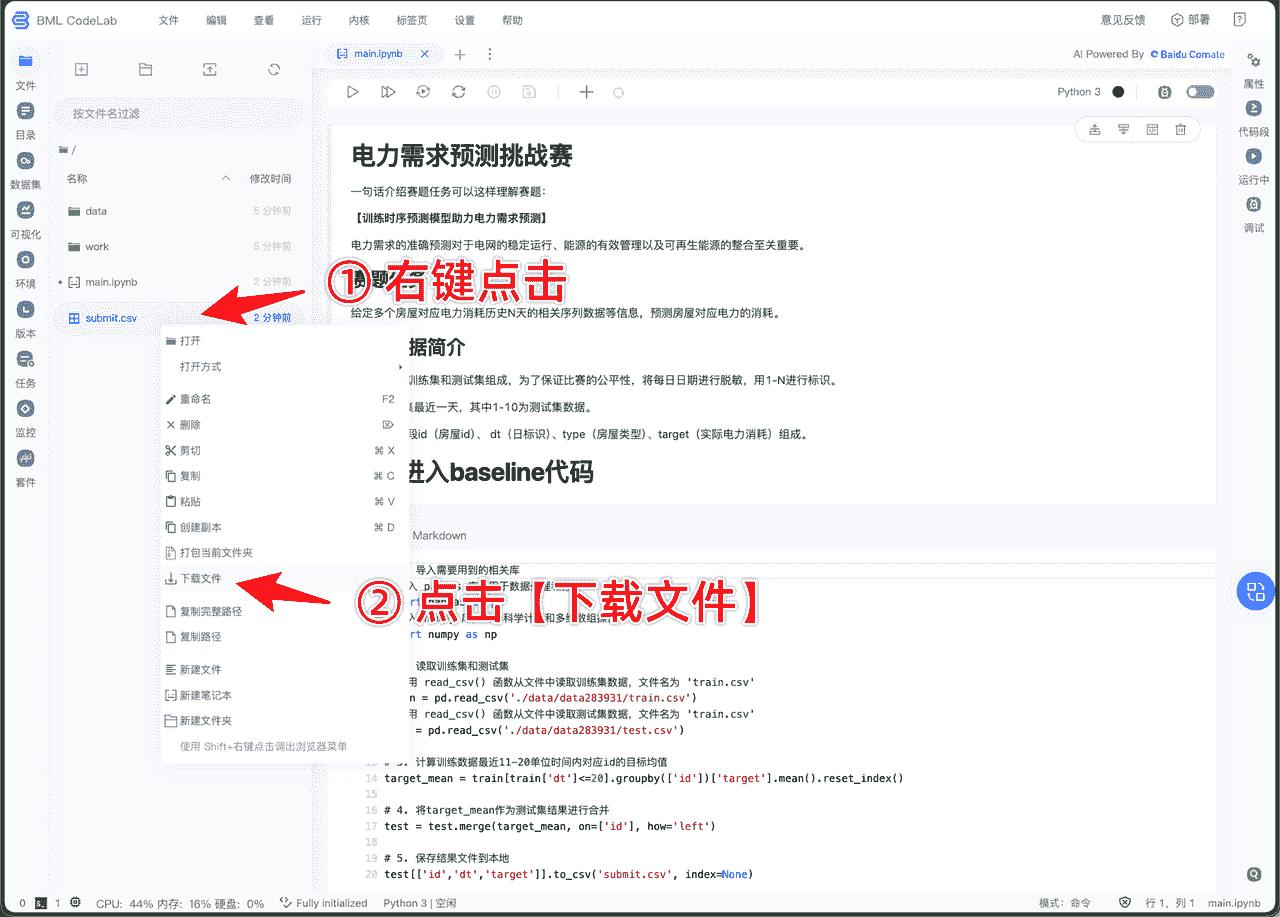 BML CodeLab 文件 编辑 查看 运行 内核 标签页 设置 帮助 意见反馈 部署
main.ipynb
AI Powered By Baidu Comate
文件
目录
数据集
可视化
环境
版本
任务
监控
套件
按文件名过滤
/
名称 修改时间
data 5 分钟前
work 5 分钟前
main.ipynb 2 分钟前
submit.csv 2 分钟前
Python 3
属性
代码段
运行中
调试
电力需求预测挑战赛
一句话介绍赛题任务可以这样理解赛题：
【训练时序预测模型助力电力需求预测】
电力需求的准确预测对于电网的稳定运行、能源的有效管理以及可再生能源的整合至关重要。
①右键点击
给定多个房屋对应电力消耗历史N天的相关序列数据等信息，预测房屋对应电力的消耗。
据简介
训练集和测试集组成，为了保证比赛的公平性，将每日日期进行脱敏，用1-N进行标识。
最近一天，其中1-10为测试集数据。
段id（房屋id）、dt（日标识）、type（房屋类型）、target（实际电力消耗）组成。
进入baseline代码
打开
打开方式
重命名 F2
删除
剪切 ⌘ X
复制 ⌘ C
粘贴 ⌘ V
创建副本 ⌘ D
打包当前文件夹
下载文件
复制完整路径
复制路径
新建文件
新建笔记本
新建文件夹
使用 Shift+右键点击调出浏览器菜单
②点击【下载文件】
Markdown
导入需要用到的相关库
rt numpy as np
读取训练集和测试集
用 read_csv() 函数从文件中读取训练集数据，文件名为 'train.csv'
n = pd.read_csv('./data/data283931/train.csv')
用 read_csv() 函数从文件中读取测试集数据，文件名为 'train.csv'
= pd.read_csv('./data/data283931/test.csv')
13 # 3. 计算训练数据最近11-20单位时间内对应id的目标均值
14 target_mean = train[train['dt']<=20].groupby(['id'])['target'].mean().reset_index()
15
16 # 4. 将target_mean作为测试集结果进行合并
17 test = test.merge(target_mean, on=['id'], how='left')
18
19 # 5. 保存结果文件到本地
20 test[['id','dt','target']].to_csv('submit.csv', index=None)
0 1 CPU: 44% 内存: 16% 硬盘: 0% Fully initialized Python 3 | 空闲 模式: 命令 行 1，列 1 main.ipynb